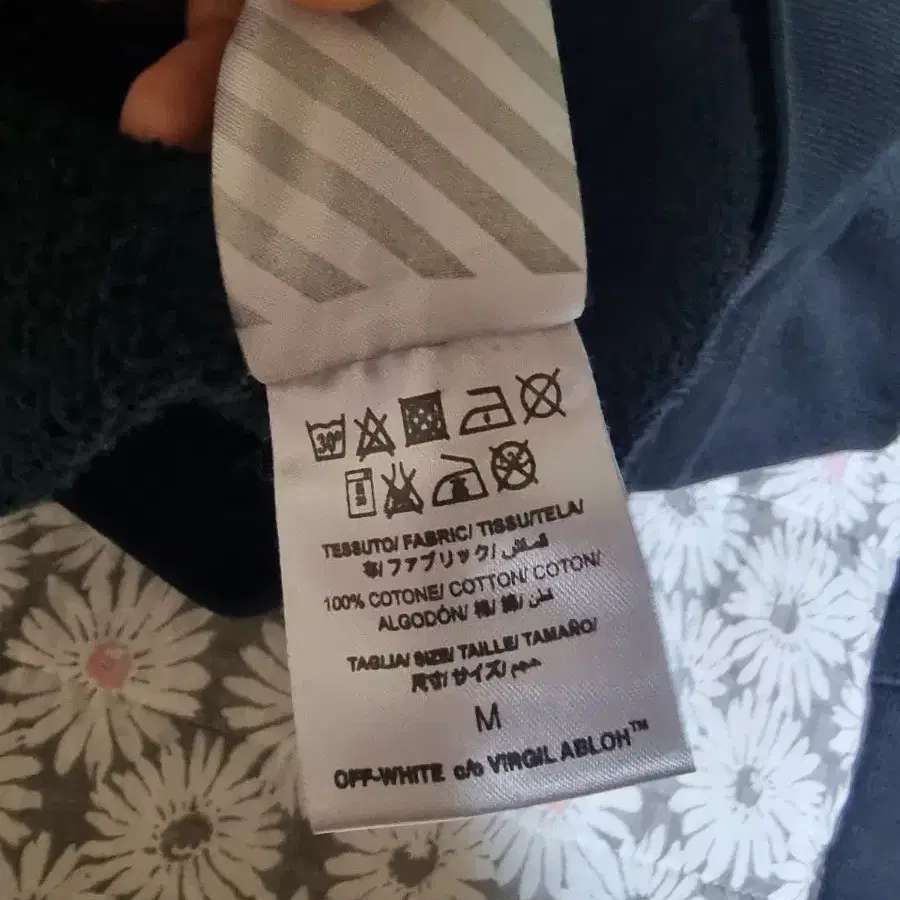 30°
TESSUTO/ FABRIC/ TISSU/TELA/
布/ファブリック/ القماش/
100% COTONE/ COTTON/ COTON/
ALGODÓN/ 棉/ 綿/ قطن/
TAGLIA/ SIZE/ TAILLE/ TAMAÑO/
尺寸/ サイズ/ حجم/
M
OFF-WHITE c/o VIRGIL ABLOH™